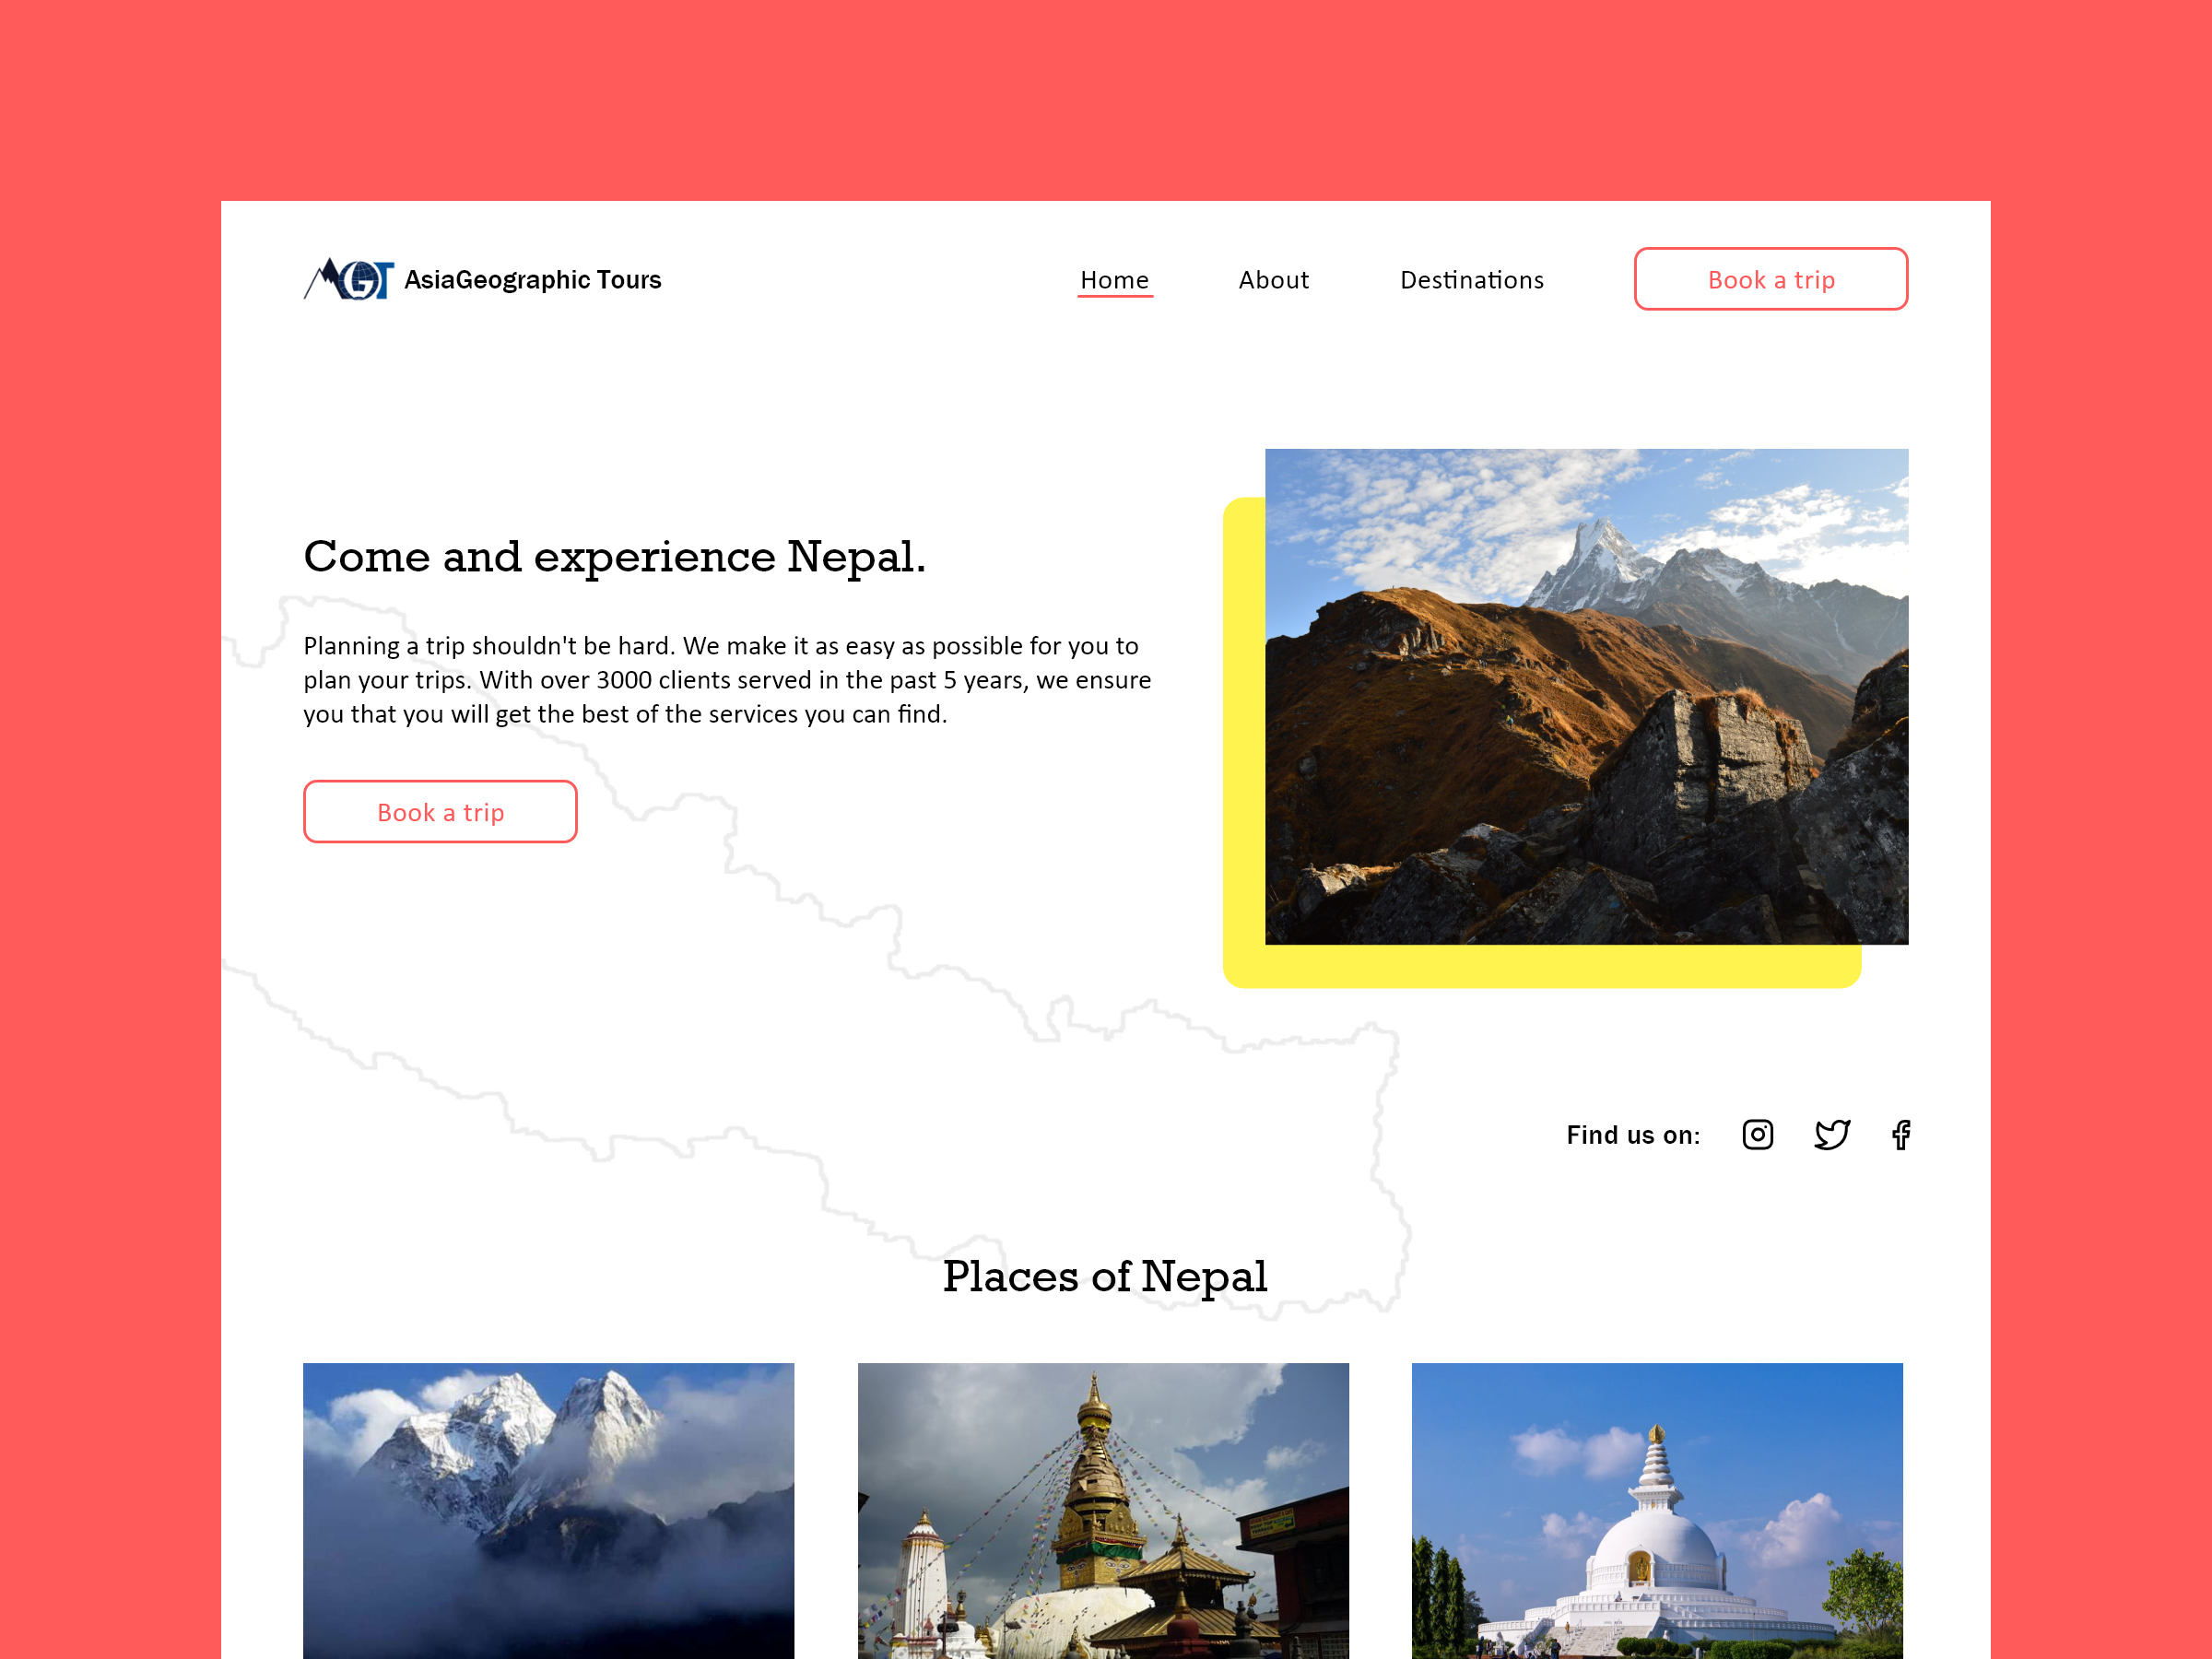 AGT AsiaGeographic Tours
Home
About
Destinations
Book a trip
Come and experience Nepal.
Planning a trip shouldn't be hard. We make it as easy as possible for you to
plan your trips. With over 3000 clients served in the past 5 years, we ensure
you that you will get the best of the services you can find.
Book a trip
Find us on:
Places of Nepal